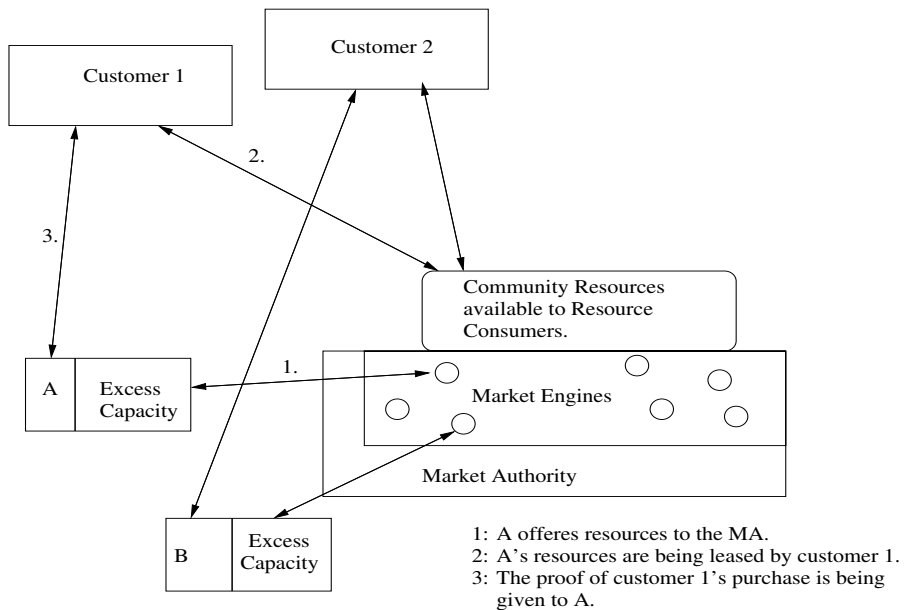 Customer 1
Customer 2
2.
3.
Community Resources
available to Resource
Consumers.
A
Excess
Capacity
1.
Market Engines
Market Authority
B
Excess
Capacity
1: A offeres resources to the MA.
2: A's resources are being leased by customer 1.
3: The proof of customer 1's purchase is being
given to A.